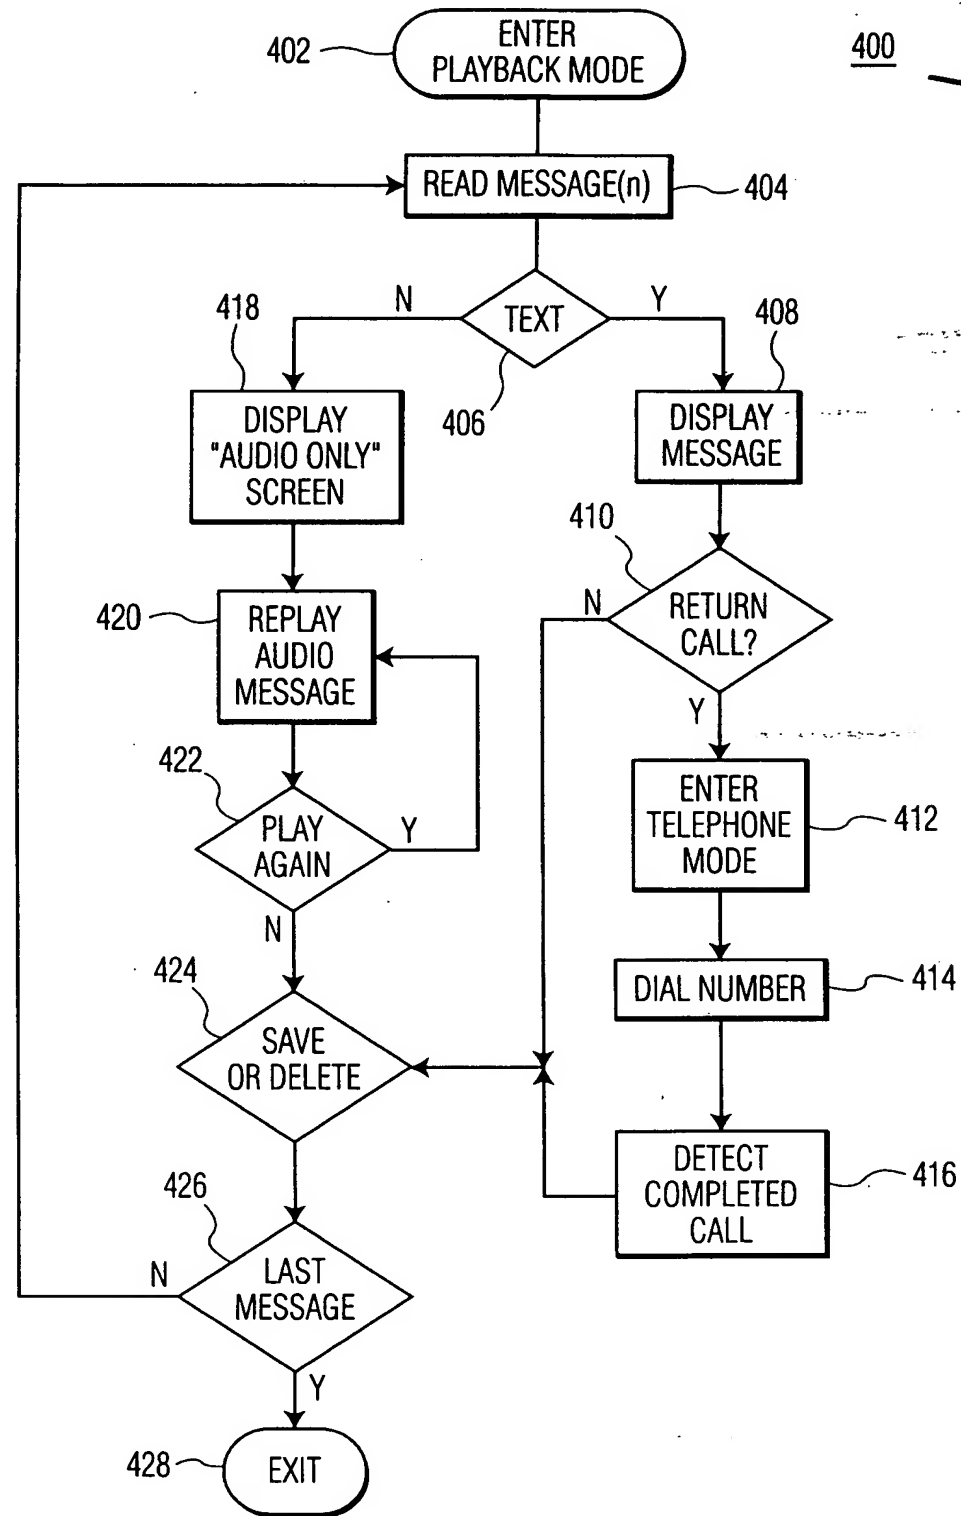 402
ENTER
PLAYBACK MODE
400
READ MESSAGE(n)
404
N
TEXT
Y
406
418
DISPLAY
"AUDIO ONLY"
SCREEN
408
DISPLAY
MESSAGE
410
N
RETURN
CALL?
Y
420
REPLAY
AUDIO
MESSAGE
422
PLAY
AGAIN
Y
N
ENTER
TELEPHONE
MODE
412
DIAL NUMBER
414
424
SAVE
OR DELETE
DETECT
COMPLETED
CALL
416
426
N
LAST
MESSAGE
Y
428
EXIT